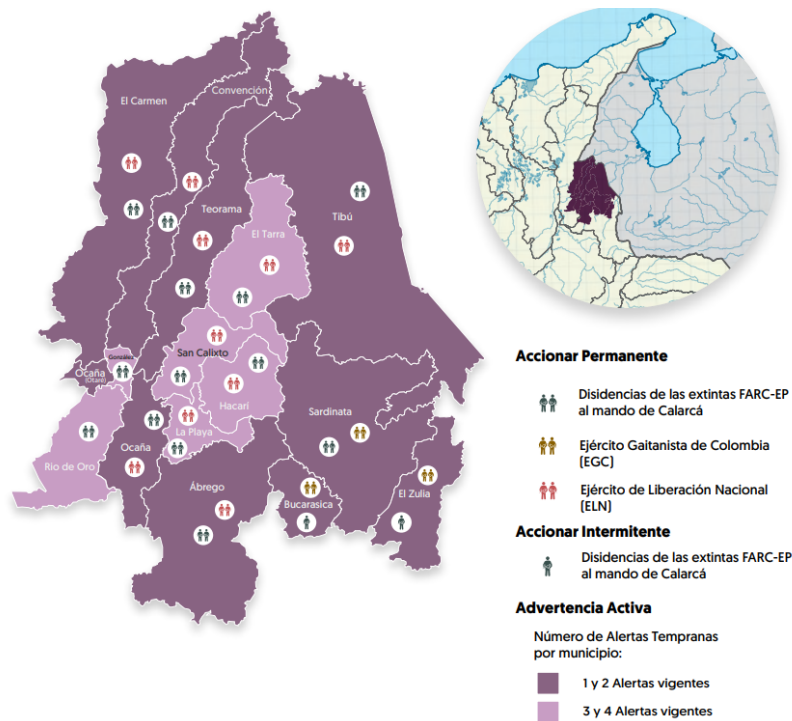 El Carmen
Convención
Teorama
Tibú
El Tarra
San Calixto
González
Ocaña
(Otaré)
Hacarí
Sardinata
La Playa
Río de Oro
Ocaña
Ábrego
Bucarasica
El Zulia
Accionar Permanente
Disidencias de las extintas FARC-EP
al mando de Calarcá
Ejército Gaitanista de Colombia
(EGC)
Ejército de Liberación Nacional
(ELN)
Accionar Intermitente
Disidencias de las extintas FARC-EP
al mando de Calarcá
Advertencia Activa
Número de Alertas Tempranas
por municipio:
1 y 2 Alertas vigentes
3 y 4 Alertas vigentes